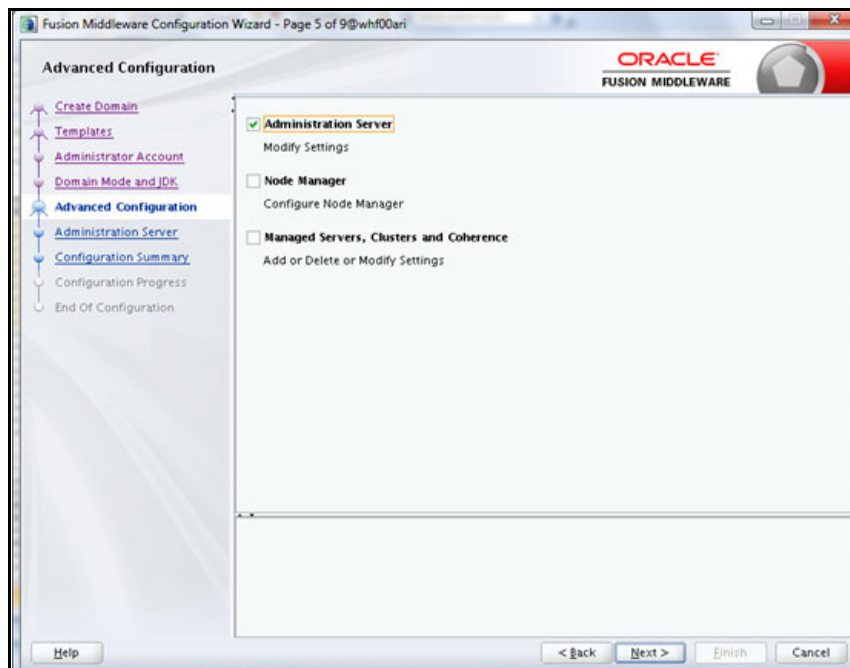 Fusion Middleware Configuration Wizard - Page 5 of 9@whf00ari
Advanced Configuration
ORACLE
FUSION MIDDLEWARE
Create Domain
Templates
Administrator Account
Domain Mode and JDK
Advanced Configuration
Administration Server
Configuration Summary
Configuration Progress
End Of Configuration
Administration Server
Modify Settings
Node Manager
Configure Node Manager
Managed Servers, Clusters and Coherence
Add or Delete or Modify Settings
Help
< Back
Next >
Finish
Cancel